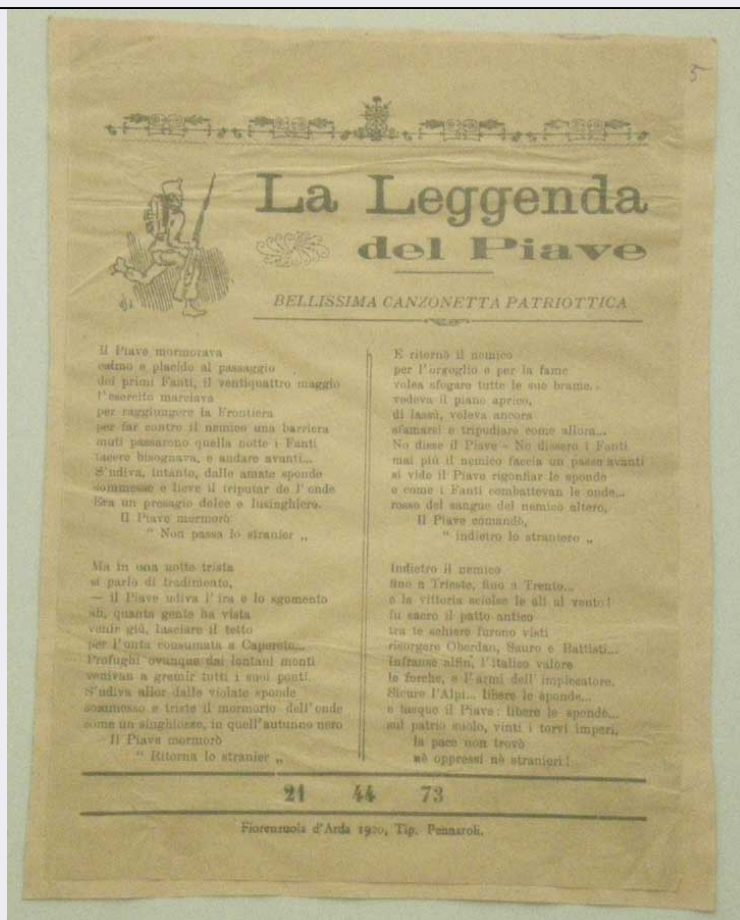 5
La Leggenda
del Piave
BELLISSIMA CANZONETTA PATRIOTTICA
Il Piave mormorava
calmo e placido al passaggio
dei primi Fanti, il ventiquattro maggio
l'esercito marciava
per raggiungere la Frontiera
per far contro il nemico una barriera
muti passarono quella notte i Fanti
tacere bisognava, e andare avanti...
S'udiva, intanto, dalle amate sponde
sommesse e lieve il triputar de l'onde
Era un presagio dolce e lusinghiero.
Il Piave mormorò
" Non passa lo stranier „
Ma in una notte trista
si parlò di tradimento,
— il Piave udiva l'ira e lo sgomento
ah, quanta gente ha vista
venir giù, lasciare il tetto
per l'onta consumata a Caporeto...
Profughi ovunque dai lontani monti
venivan a gremir tutti i suoi ponti
S'udiva allor dalle violate sponde
sommesso e triste il mormorio dell'onde
come un singhiozzo, in quell'autunno nero
Il Piave mormorò
" Ritorna lo stranier „
E ritornò il nemico
per l'orgoglio e per la fame
volea sfogare tutte le sue brame..
vedeva il piano aprico,
di lassù, voleva ancora
sfamarsi e tripudiare come allora...
No disse il Piave - No dissero i Fanti
mai più il nemico faccia un passo avanti
si vide il Piave rigonfiar le sponde
e come i Fanti combattevan le onde...
rosso del sangue del nemico altero,
Il Piave comandò,
" indietro lo straniero „
Indietro il nemico
fino a Trieste, fino a Trento...
e la vittoria sciolse le ali al vento!
fu sacro il patto antico
tra le schiere furono visti
risorgere Oberdan, Sauro e Battisti...
Infranse alfin, l'italico valore
le forche, e l'armi dell'impiccatore.
Sicure l'Alpi... libere le sponde...
e tacque il Piave: libere le sponde...
sul patrio suolo, vinti i torvi imperi,
la pace non trovò
nè oppressi nè stranieri!
21 44 73
Fiorenzuola d'Arda 1920, Tip. Pennaroli.